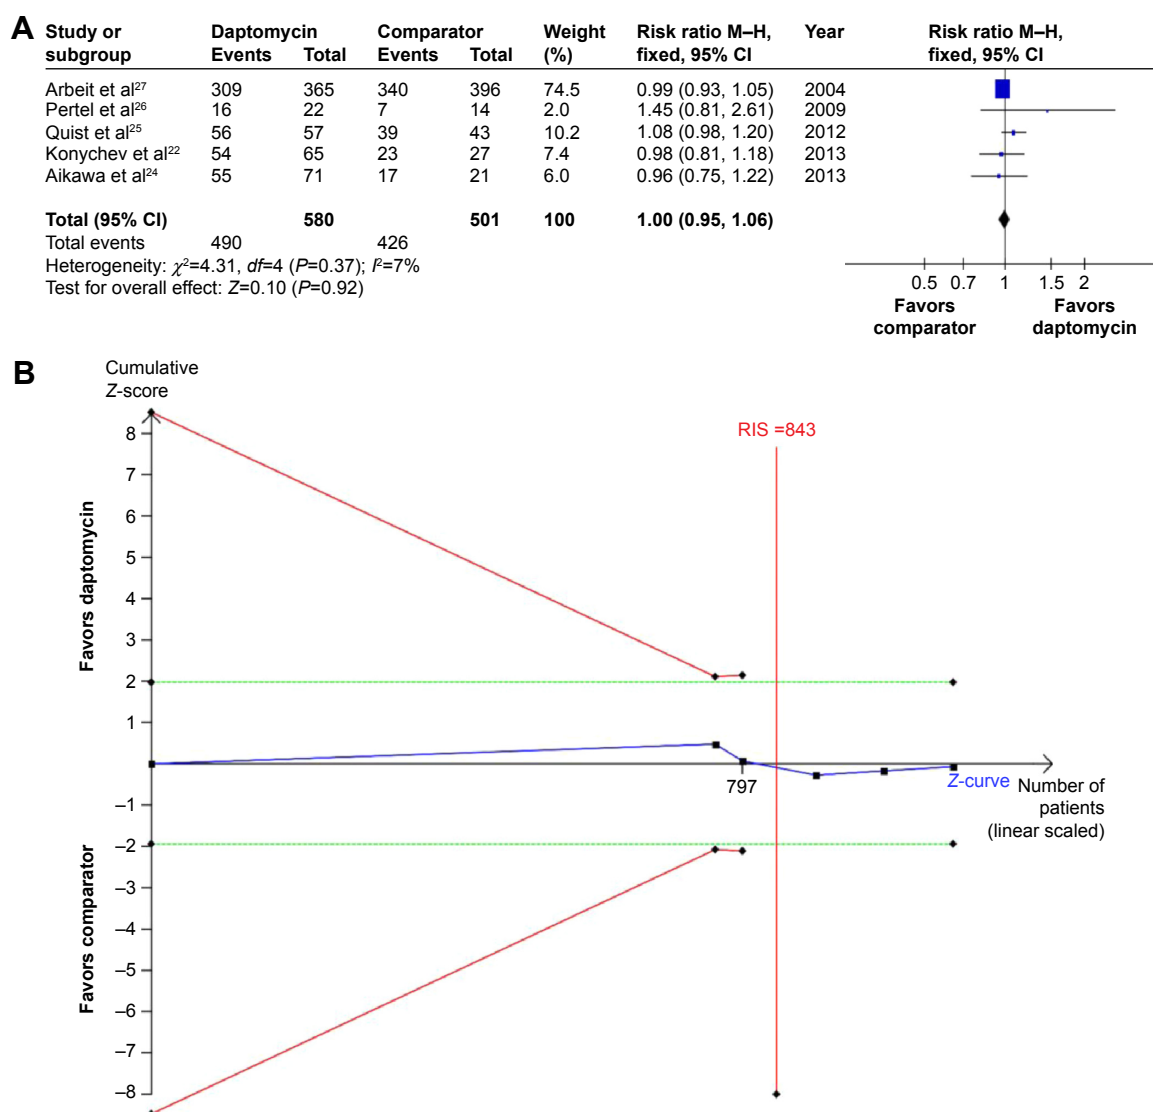 A
Study or subgroup Daptomycin Comparator Weight (%) Risk ratio M–H, fixed, 95% CI Year Risk ratio M–H, fixed, 95% CI
Events Total Events Total
Arbeit et al27 309 365 340 396 74.5 0.99 (0.93, 1.05) 2004
Pertel et al26 16 22 7 14 2.0 1.45 (0.81, 2.61) 2009
Quist et al25 56 57 39 43 10.2 1.08 (0.98, 1.20) 2012
Konychev et al22 54 65 23 27 7.4 0.98 (0.81, 1.18) 2013
Aikawa et al24 55 71 17 21 6.0 0.96 (0.75, 1.22) 2013
Total (95% CI) 580 501 100 1.00 (0.95, 1.06)
Total events 490 426
Heterogeneity: χ²=4.31, df=4 (P=0.37); I²=7%
Test for overall effect: Z=0.10 (P=0.92)
0.5 0.7 1 1.5 2
Favors comparator
Favors daptomycin
B
Cumulative
Z-score
RIS =843
8
7
6
5
4
3
2
1
–1
–2
–3
–4
–5
–6
–7
–8
Favors daptomycin
Favors comparator
797
Z-curve
Number of
patients
(linear scaled)